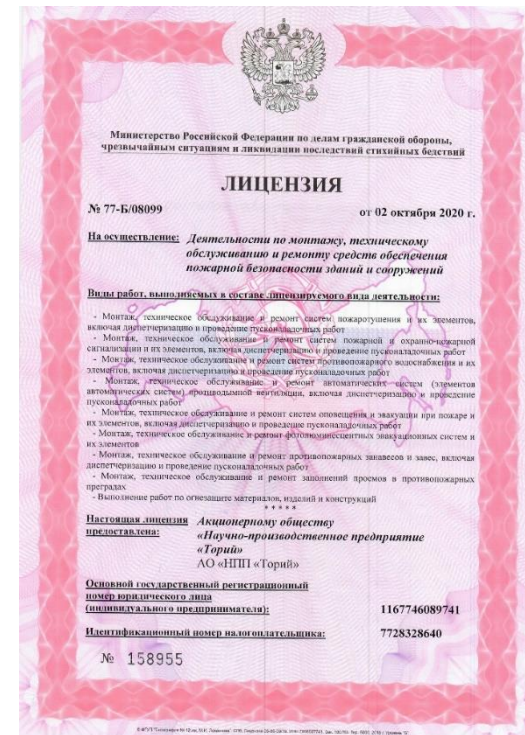 Министерство Российской Федерации по делам гражданской обороны,
чрезвычайным ситуациям и ликвидации последствий стихийных бедствий
ЛИЦЕНЗИЯ
№ 77-Б/08099
от 02 октября 2020 г.
На осуществление: Деятельности по монтажу, техническому
обслуживанию и ремонту средств обеспечения
пожарной безопасности зданий и сооружений
Виды работ, выполняемых в составе лицензируемого вида деятельности:
- Монтаж, техническое обслуживание и ремонт систем пожаротушения и их элементов,
включая диспетчеризацию и проведение пусконаладочных работ
- Монтаж, техническое обслуживание и ремонт систем пожарной и охранно-пожарной
сигнализации и их элементов, включая диспетчеризацию и проведение пусконаладочных работ
- Монтаж, техническое обслуживание и ремонт систем противопожарного водоснабжения и их
элементов, включая диспетчеризацию и проведение пусконаладочных работ
- Монтаж, техническое обслуживание и ремонт автоматических систем (элементов
автоматических систем) противодымной вентиляции, включая диспетчеризацию и проведение
пусконаладочных работ
- Монтаж, техническое обслуживание и ремонт систем оповещения и эвакуации при пожаре и
их элементов, включая диспетчеризацию и проведение пусконаладочных работ
- Монтаж, техническое обслуживание и ремонт фотолюминесцентных эвакуационных систем и
их элементов
- Монтаж, техническое обслуживание и ремонт противопожарных занавесов и завес, включая
диспетчеризацию и проведение пусконаладочных работ
- Монтаж, техническое обслуживание и ремонт заполнений проемов в противопожарных
преградах
- Выполнение работ по огнезащите материалов, изделий и конструкций
* * * * *
Настоящая лицензия Акционерному обществу
предоставлена: «Научно-производственное предприятие
«Торий»
АО «НПП «Торий»
Основной государственный регистрационный
номер юридического лица
(индивидуального предпринимателя): 1167746089741
Идентификационный номер налогоплательщика: 7728328640
№ 158955